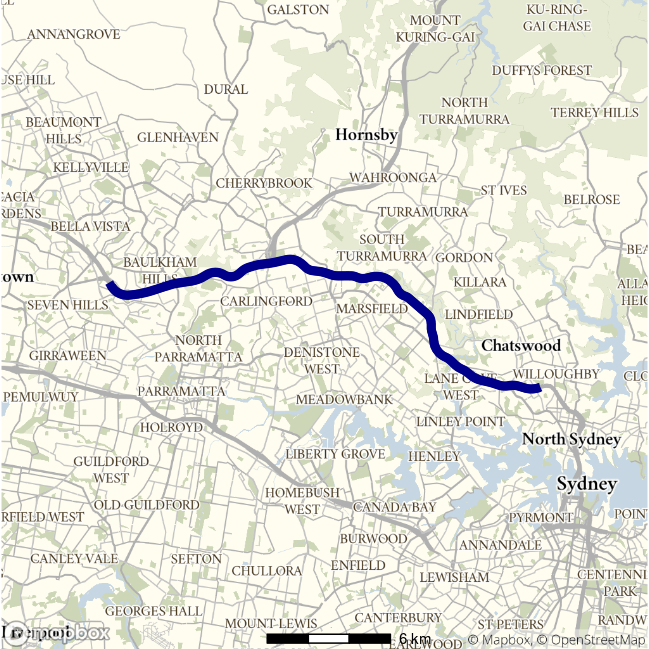 GALSTON
KU-RING-
GAI CHASE
MOUNT
KURING-GAI
ANNANGROVE
DUFFYS FOREST
USE HILL
DURAL
NORTH
TURRAMURRA
TERREY HILLS
BEAUMONT
HILLS
Hornsby
GLENHAVEN
KELLYVILLE
WAHROONGA
CHERRYBROOK
ST IVES
ACACIA
RDENS
BELROSE
TURRAMURRA
BELLA VISTA
SOUTH
TURRAMURRA
BEA
GORDON
BAULKHAM
HILLS
own
KILLARA
ALLA
HEIG
SEVEN HILLS
CARLINGFORD
MARSFIELD
LINDFIELD
NORTH
PARRAMATTA
Chatswood
GIRRAWEEN
DENISTONE
WEST
WILLOUGHBY
CLO
LANE COVE
WEST
PEMULWUY
PARRAMATTA
MEADOWBANK
LINLEY POINT
HOLROYD
North Sydney
LIBERTY GROVE
HENLEY
GUILDFORD
WEST
Sydney
HOMEBUSH
WEST
OLD GUILDFORD
CANADA BAY
RFIELD WEST
PYRMONT
POIN
BURWOOD
ANNANDALE
CANLEY VALE
SEFTON
ENFIELD
CHULLORA
LEWISHAM
CENTENN
PARK
GEORGES HALL
MOUNT LEWIS
CANTERBURY
ST PETERS
RANDW
Liverpool
mapbox
6 km
EARLWOOD
© Mapbox, © OpenStreetMap